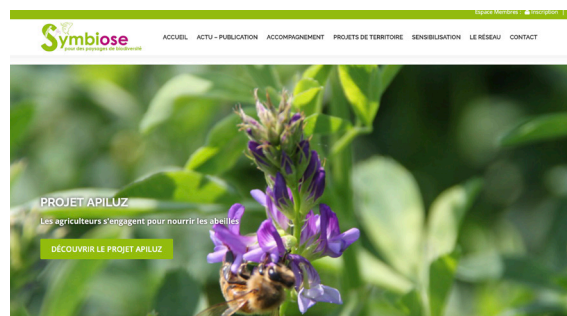 Espace Membres : Inscription |
Symbiose
pour des paysages de biodiversité
ACCUEIL ACTU – PUBLICATION ACCOMPAGNEMENT PROJETS DE TERRITOIRE SENSIBILISATION LE RÉSEAU CONTACT
PROJET APILUZ
Les agriculteurs s'engagent pour nourrir les abeilles
DÉCOUVRIR LE PROJET APILUZ